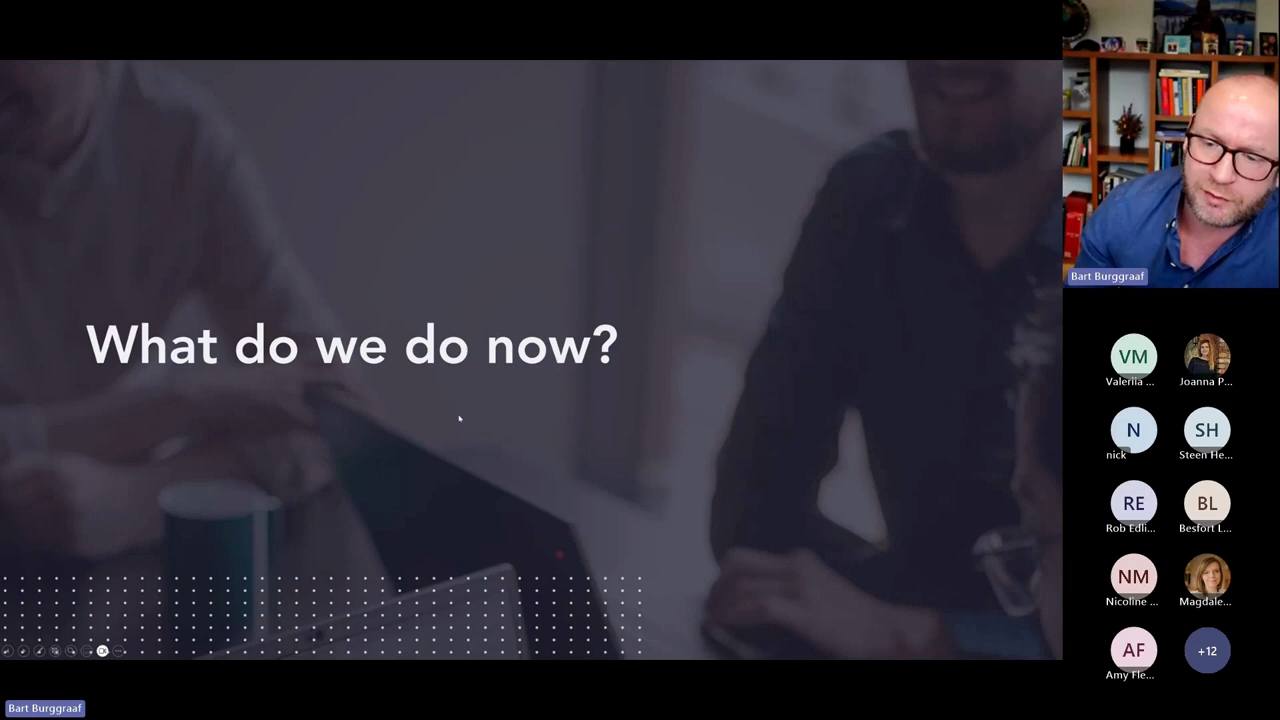 What do we do now?
Bart Burggraaf
VM
Valeriia ...
Joanna P...
N
nick
SH
Steen He...
RE
Rob Edli...
BL
Besfort L...
NM
Nicoline ...
Magdale...
AF
Amy Fle...
+12
Bart Burggraaf